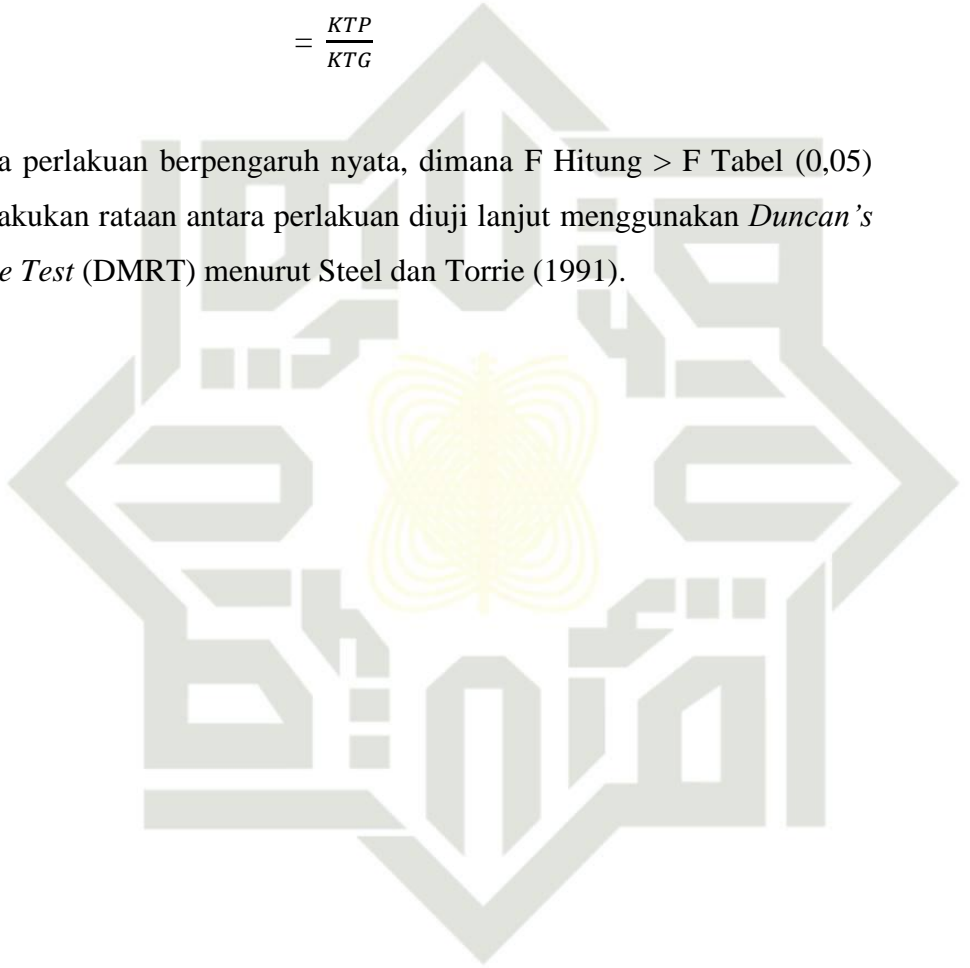 = KTP/KTG
a perlakuan berpengaruh nyata, dimana F Hitung > F Tabel (0,05)
akukan rataan antara perlakuan diuji lanjut menggunakan Duncan’s
e Test (DMRT) menurut Steel dan Torrie (1991).